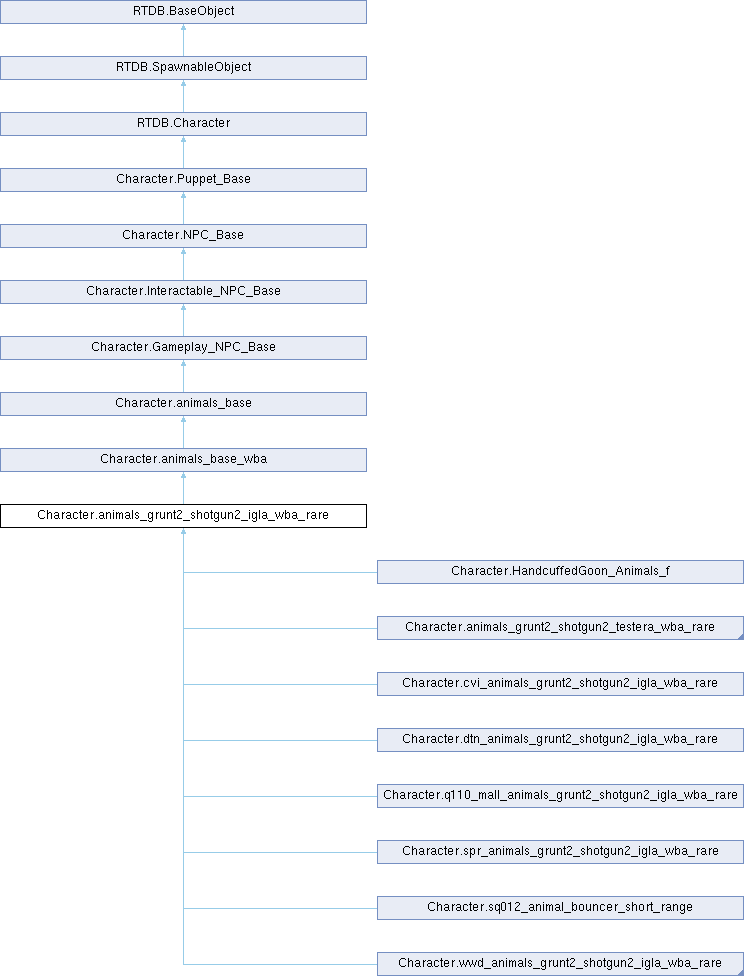 RTDB.BaseObject
RTDB.SpawnableObject
RTDB.Character
Character.Puppet_Base
Character.NPC_Base
Character.Interactable_NPC_Base
Character.Gameplay_NPC_Base
Character.animals_base
Character.animals_base_wba
Character.animals_grunt2_shotgun2_igla_wba_rare
Character.HandcuffedGoon_Animals_f
Character.animals_grunt2_shotgun2_testera_wba_rare
Character.cvi_animals_grunt2_shotgun2_igla_wba_rare
Character.dtn_animals_grunt2_shotgun2_igla_wba_rare
Character.q110_mall_animals_grunt2_shotgun2_igla_wba_rare
Character.spr_animals_grunt2_shotgun2_igla_wba_rare
Character.sq012_animal_bouncer_short_range
Character.wwd_animals_grunt2_shotgun2_igla_wba_rare